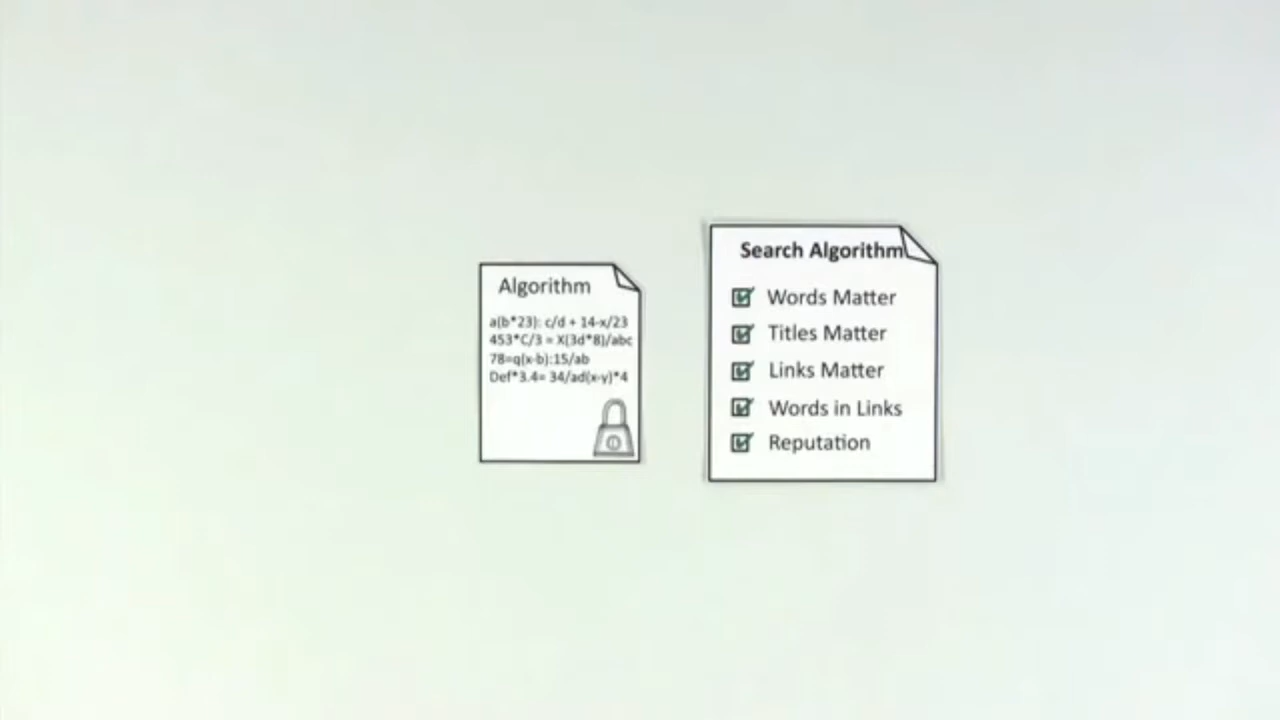 Algorithm
a(b*23): c/d + 14-x/23
453*C/3 = X(3d*8)/abc
78=q(x-b):15/ab
Def*3.4= 34/ad(x-y)*4
Search Algorithm
Words Matter
Titles Matter
Links Matter
Words in Links
Reputation